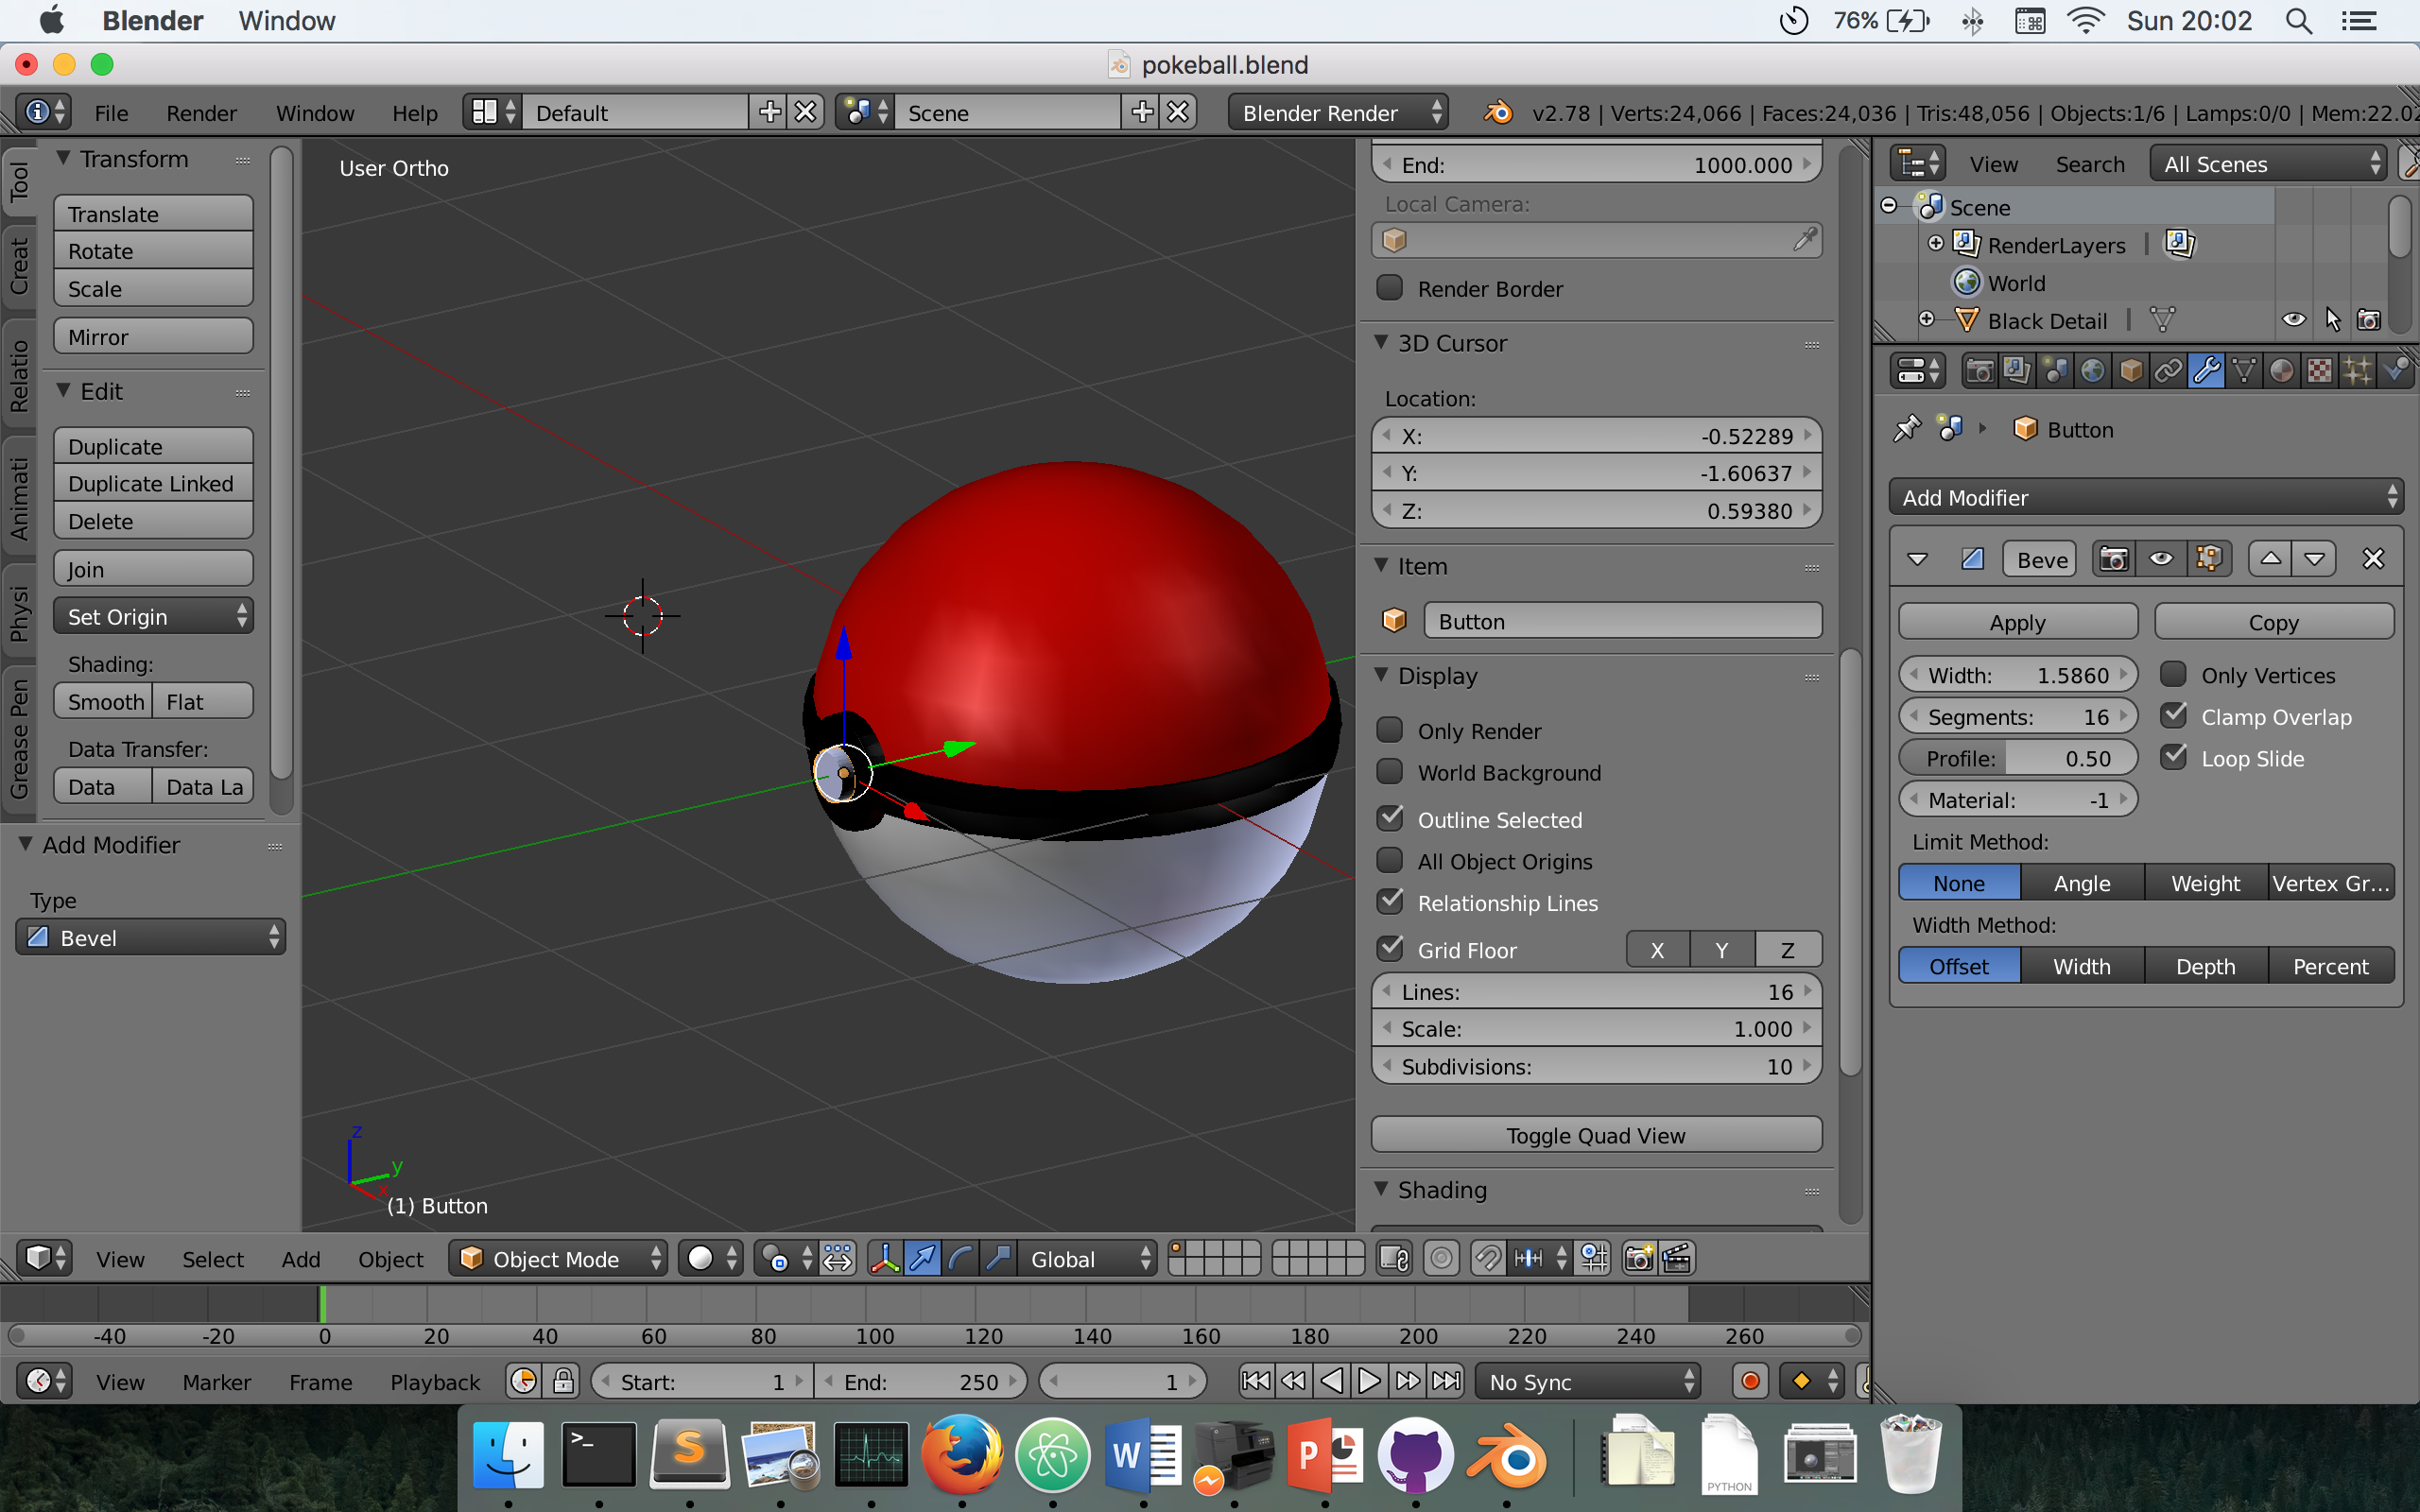 Blender Window 76% Sun 20:02
pokeball.blend
File Render Window Help Default Scene Blender Render v2.78 | Verts:24,066 | Faces:24,036 | Tris:48,056 | Objects:1/6 | Lamps:0/0 | Mem:22.02
Tool
Creat
Relatio
Animati
Physi
Grease Pen
Transform
Translate
Rotate
Scale
Mirror
Edit
Duplicate
Duplicate Linked
Delete
Join
Set Origin
Shading:
Smooth Flat
Data Transfer:
Data Data La
Add Modifier
Type
Bevel
User Ortho
z
y
x
(1) Button
End: 1000.000
Local Camera:
Render Border
3D Cursor
Location:
X: -0.52289
Y: -1.60637
Z: 0.59380
Item
Button
Display
Only Render
World Background
Outline Selected
All Object Origins
Relationship Lines
Grid Floor X Y Z
Lines: 16
Scale: 1.000
Subdivisions: 10
Toggle Quad View
Shading
View Search All Scenes
Scene
RenderLayers
World
Black Detail
Button
Add Modifier
Beve
Apply Copy
Width: 1.5860 Only Vertices
Segments: 16 Clamp Overlap
Profile: 0.50 Loop Slide
Material: -1
Limit Method:
None Angle Weight Vertex Gr...
Width Method:
Offset Width Depth Percent
View Select Add Object Object Mode Global
-40 -20 0 20 40 60 80 100 120 140 160 180 200 220 240 260
View Marker Frame Playback Start: 1 End: 250 1 No Sync
>_ S W P
PYTHON